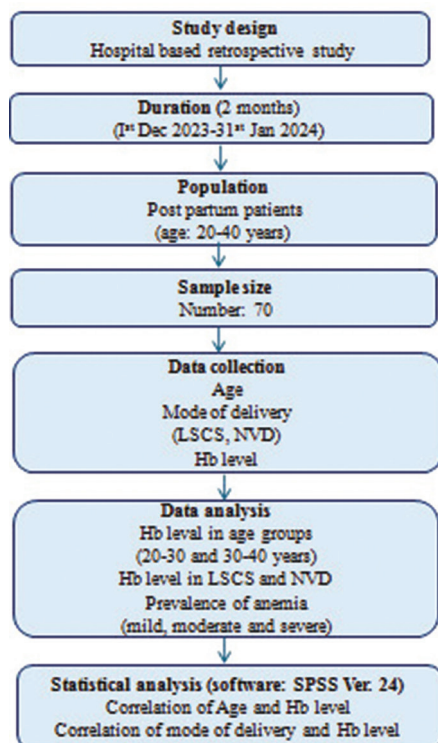 Study design
Hospital based retrospective study
Duration (2 months)
(Ist Dec 2023-31st Jan 2024)
Population
Post partum patients
(age: 20-40 years)
Sample size
Number: 70
Data collection
Age
Mode of delivery
(LSCS, NVD)
Hb level
Data analysis
Hb leval in age groups
(20-30 and 30-40 years)
Hb level in LSCS and NVD
Prevalence of anemia
(mild, moderate and severe)
Statistical analysis (software: SPSS Ver. 24)
Correlation of Age and Hb level
Correlation of mode of delivery and Hb level